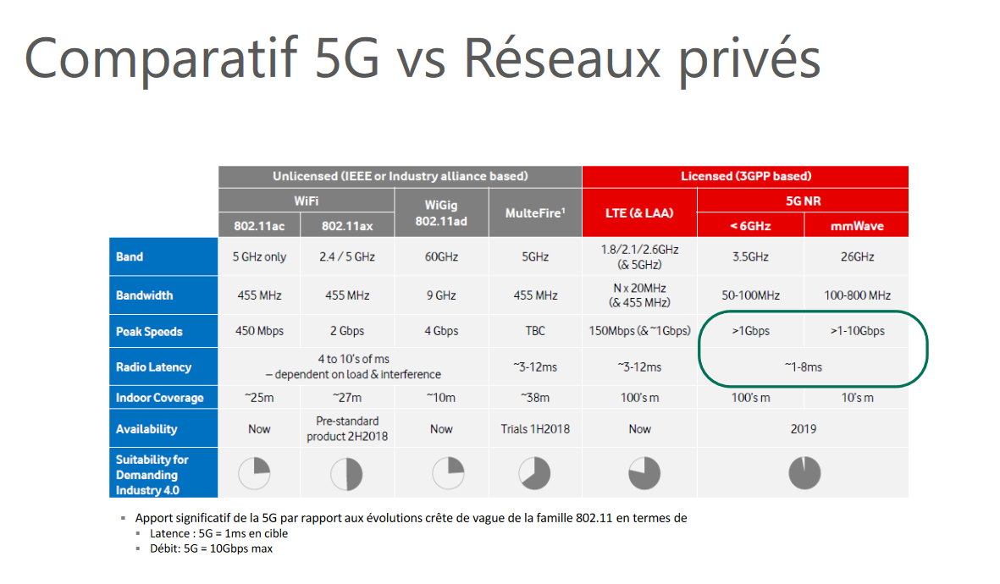 Comparatif 5G vs Réseaux privés
Unlicensed (IEEE or Industry alliance based)
Licensed (3GPP based)
WiFi
WiGig
802.11ad
MulteFire¹
LTE (& LAA)
5G NR
802.11ac
802.11ax
< 6GHz
mmWave
Band
5 GHz only
2.4 / 5 GHz
60GHz
5GHz
1.8/2.1/2.6GHz
(& 5GHz)
3.5GHz
26GHz
Bandwidth
455 MHz
455 MHz
9 GHz
455 MHz
N x 20MHz
(& 455 MHz)
50-100MHz
100-800 MHz
Peak Speeds
450 Mbps
2 Gbps
4 Gbps
TBC
150Mbps (& ~1Gbps)
>1Gbps
>1-10Gbps
Radio Latency
4 to 10's of ms
– dependent on load & interference
~3-12ms
~3-12ms
~1-8ms
Indoor Coverage
~25m
~27m
~10m
~38m
100's m
100's m
10's m
Availability
Now
Pre-standard
product 2H2018
Now
Trials 1H2018
Now
2019
Suitability for
Demanding
Industry 4.0
▪ Apport significatif de la 5G par rapport aux évolutions crête de vague de la famille 802.11 en termes de
▪ Latence : 5G = 1ms en cible
▪ Débit: 5G = 10Gbps max